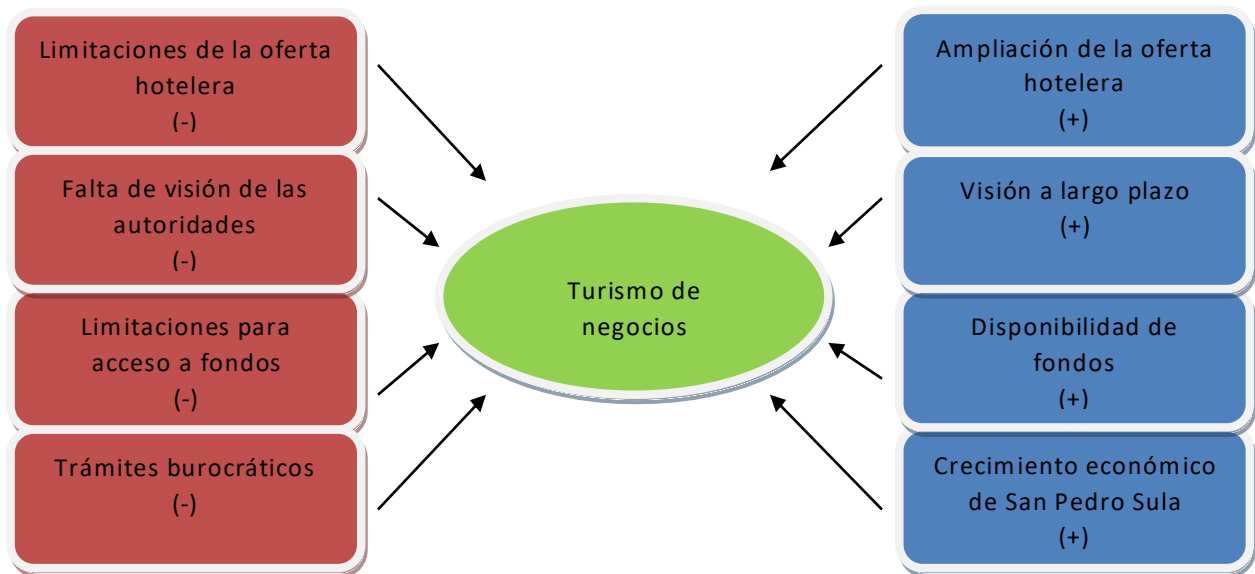 Limitaciones de la oferta
hotelera
(-)
Falta de visión de las
autoridades
(-)
Limitaciones para
acceso a fondos
(-)
Trámites burocráticos
(-)
Turismo de
negocios
Ampliación de la oferta
hotelera
(+)
Visión a largo plazo
(+)
Disponibilidad de
fondos
(+)
Crecimiento económico
de San Pedro Sula
(+)